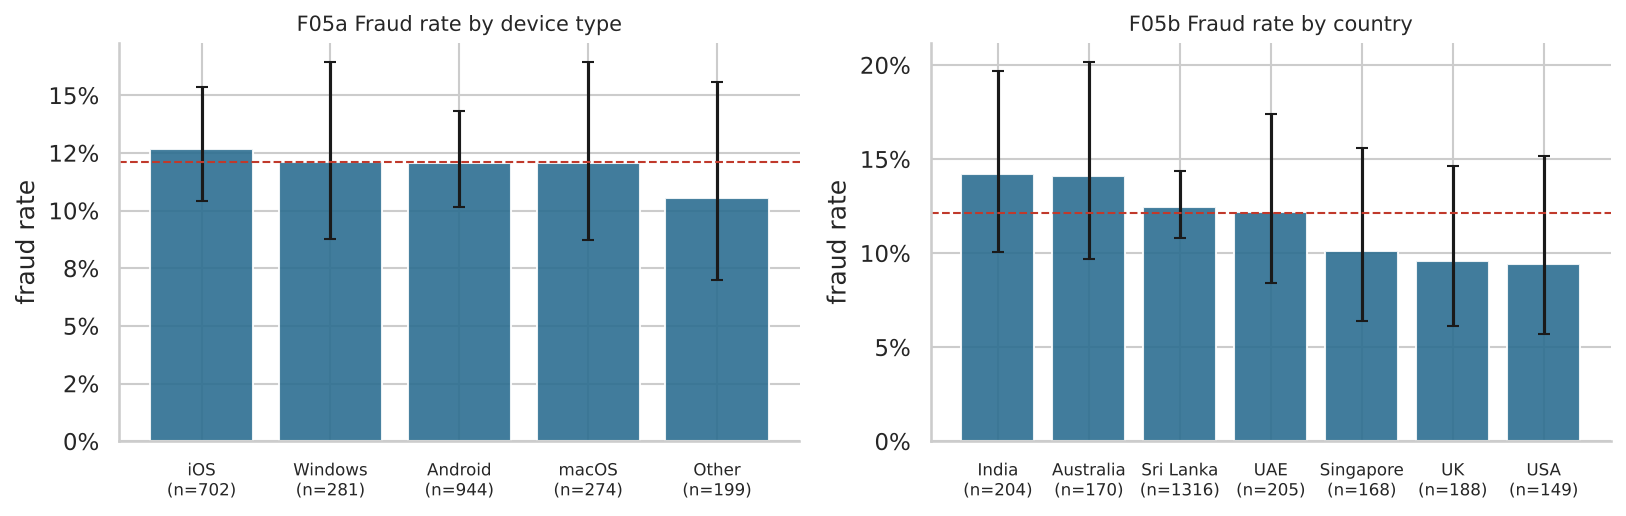 F05a Fraud rate by device type
fraud rate
15%
12%
10%
8%
5%
2%
0%
iOS
(n=702)
Windows
(n=281)
Android
(n=944)
macOS
(n=274)
Other
(n=199)
F05b Fraud rate by country
fraud rate
20%
15%
10%
5%
0%
India
(n=204)
Australia
(n=170)
Sri Lanka
(n=1316)
UAE
(n=205)
Singapore
(n=168)
UK
(n=188)
USA
(n=149)